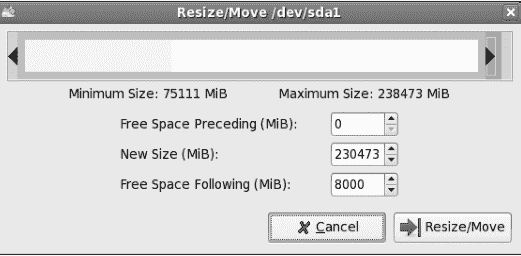 Resize/Move /dev/sda1
Minimum Size: 75111 MiB Maximum Size: 238473 MiB
Free Space Preceding (MiB): 0
New Size (MiB): 230473
Free Space Following (MiB): 8000
Cancel Resize/Move